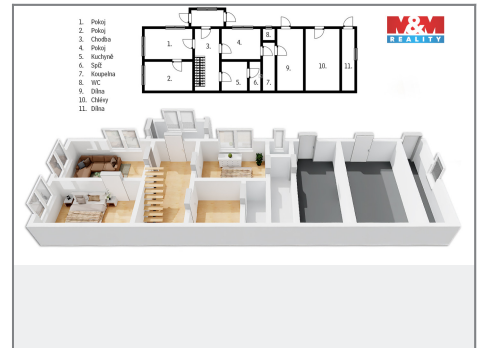 1. Pokoj
2. Pokoj
3. Chodba
4. Pokoj
5. Kuchyně
6. Spíž
7. Koupelna
8. WC
9. Dílna
10. Chlévy
11. Dílna
1.
2.
3.
4.
5.
6.
7.
8.
9.
10.
11.
M&M
REALITY